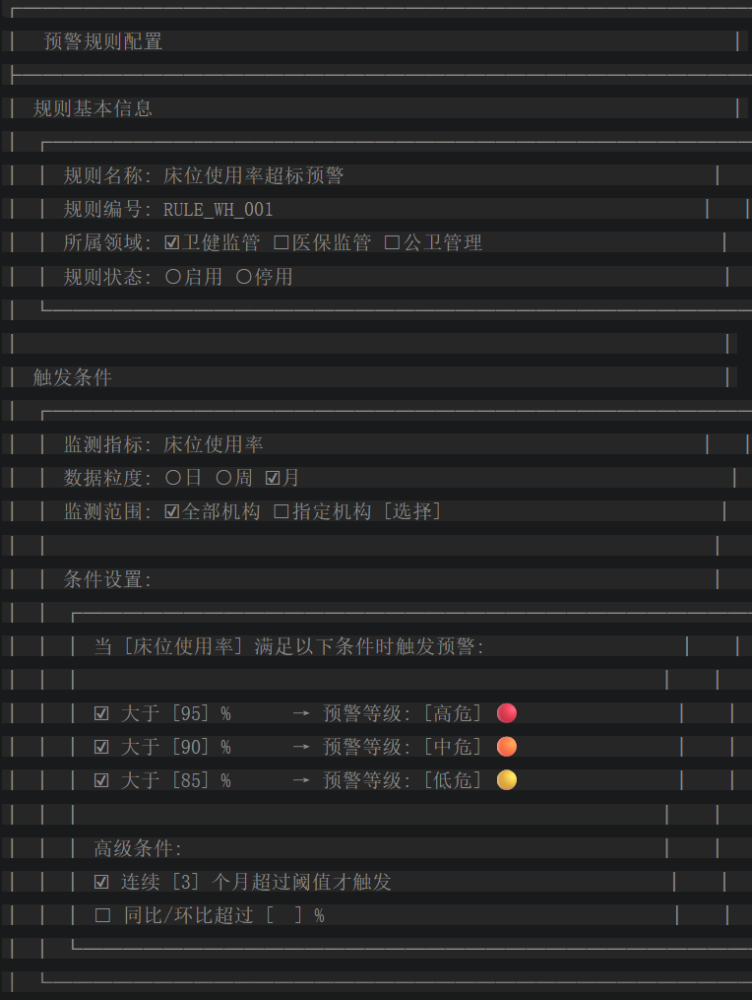 预警规则配置
规则基本信息
规则名称: 床位使用率超标预警
规则编号: RULE_WH_001
所属领域: ☑卫健监管 ☐医保监管 ☐公卫管理
规则状态: ○启用 ○停用
触发条件
监测指标: 床位使用率
数据粒度: ○日 ○周 ☑月
监测范围: ☑全部机构 ☐指定机构 [选择]
条件设置:
当 [床位使用率] 满足以下条件时触发预警:
☑ 大于 [95] % → 预警等级: [高危] 🔴
☑ 大于 [90] % → 预警等级: [中危] 🟠
☑ 大于 [85] % → 预警等级: [低危] 🟡
高级条件:
☑ 连续 [3] 个月超过阈值才触发
☐ 同比/环比超过 [  ] %